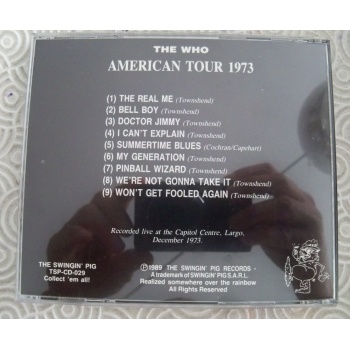 THE WHO
AMERICAN TOUR 1973
(1) THE REAL ME (Townshend)
(2) BELL BOY (Townshend)
(3) DOCTOR JIMMY (Townshend)
(4) I CAN'T EXPLAIN (Townshend)
(5) SUMMERTIME BLUES (Cochran/Capehart)
(6) MY GENERATION (Townshend)
(7) PINBALL WIZARD (Townshend)
(8) WE'RE NOT GONNA TAKE IT (Townshend)
(9) WON'T GET FOOLED AGAIN (Townshend)
Recorded live at the Capitol Centre, Largo,
December 1973.
THE SWINGIN' PIG
TSP-CD-029
Collect 'em all!
Ⓟ1989 THE SWINGIN' PIG RECORDS -
A trademark of SWINGIN' PIG S.A.R.L.
Realized somewhere over the rainbow
All Rights Reserved